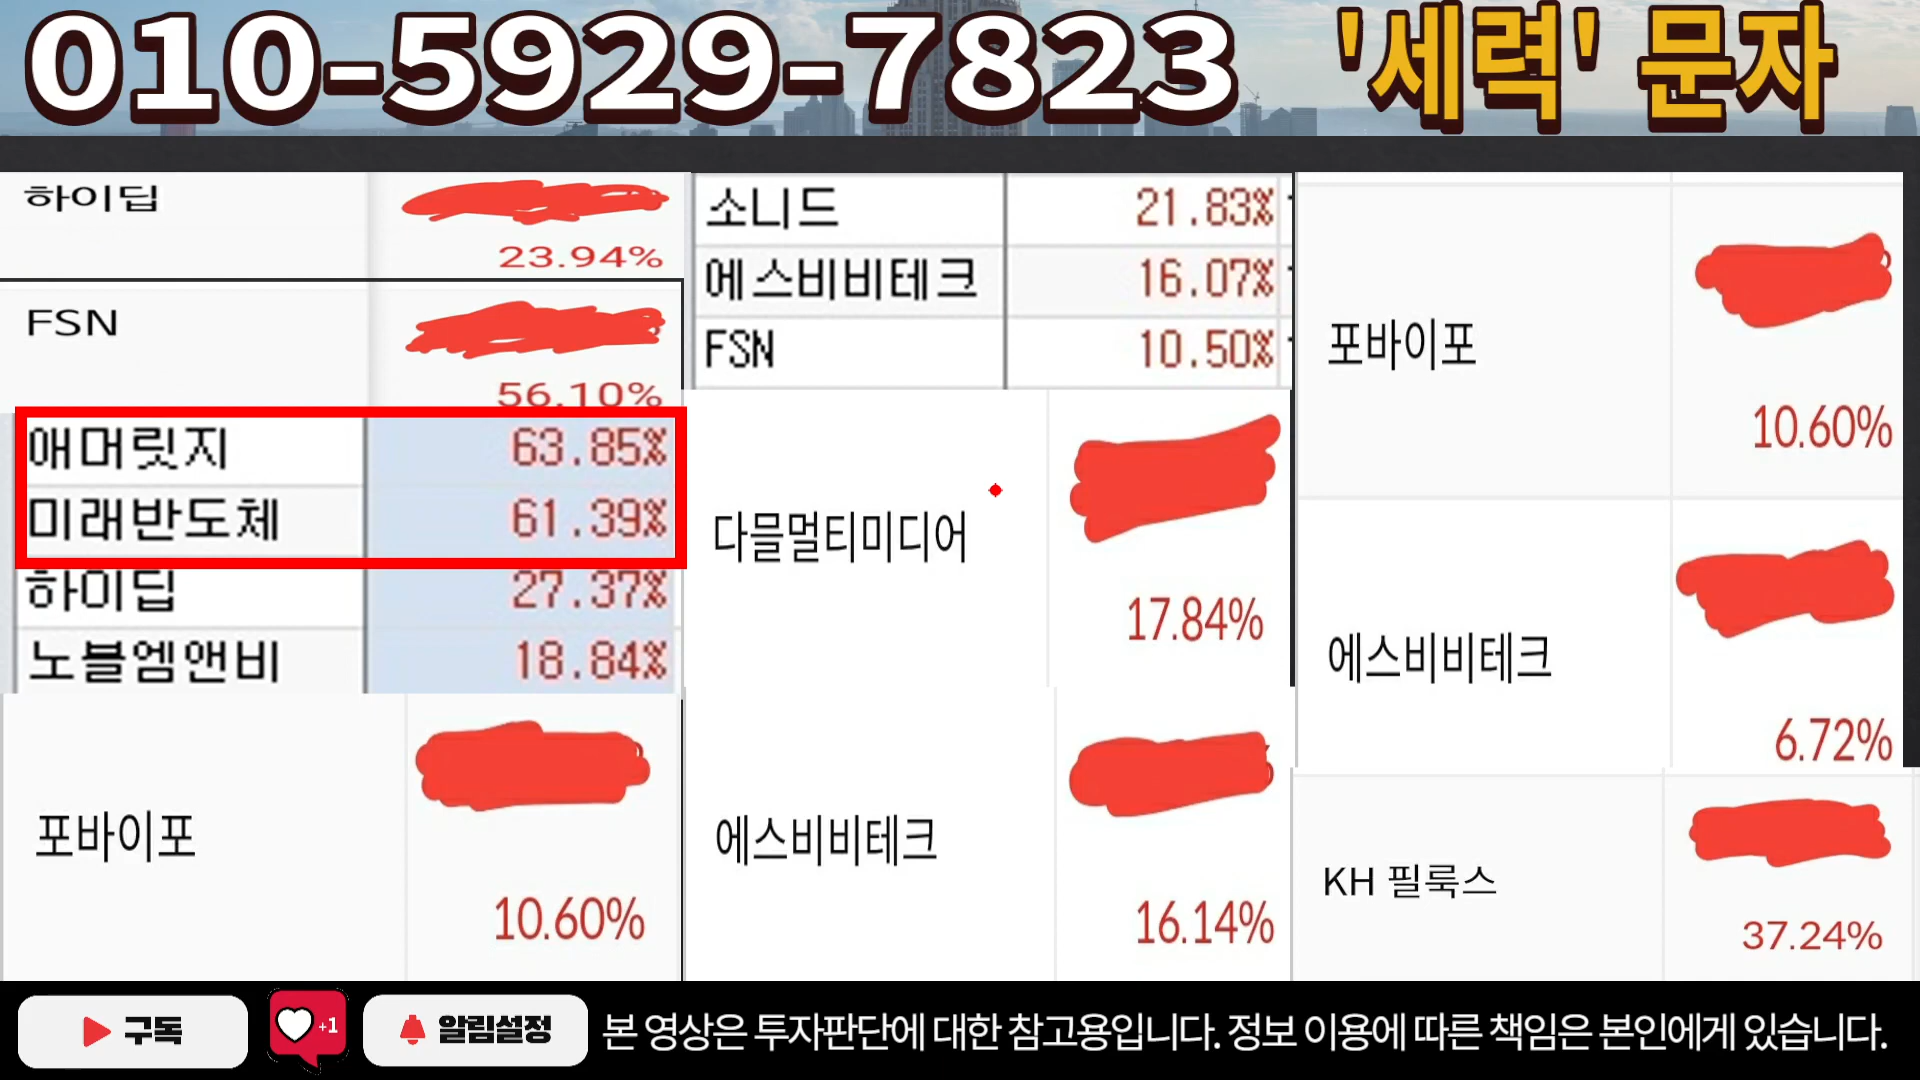 010-5929-7823 '세력' 문자
하이딥
23.94%
FSN
56.10%
애머릿지 63.85%
미래반도체 61.39%
하이딥 27.37%
노블엠앤비 18.84%
포바이포
10.60%
소니드 21.83%
에스비비테크 16.07%
FSN 10.50%
다믈멀티미디어
17.84%
에스비비테크
16.14%
포바이포
10.60%
에스비비테크
6.72%
KH 필룩스
37.24%
구독 +1 알림설정 본 영상은 투자판단에 대한 참고용입니다. 정보 이용에 따른 책임은 본인에게 있습니다.